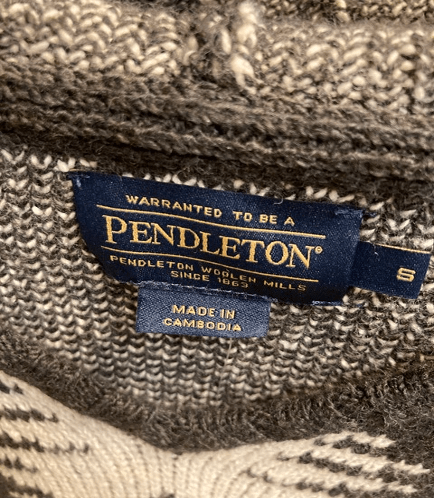 WARRANTED TO BE A
PENDLETON®
PENDLETON WOOLEN MILLS
SINCE 1863
S
MADE IN
CAMBODIA